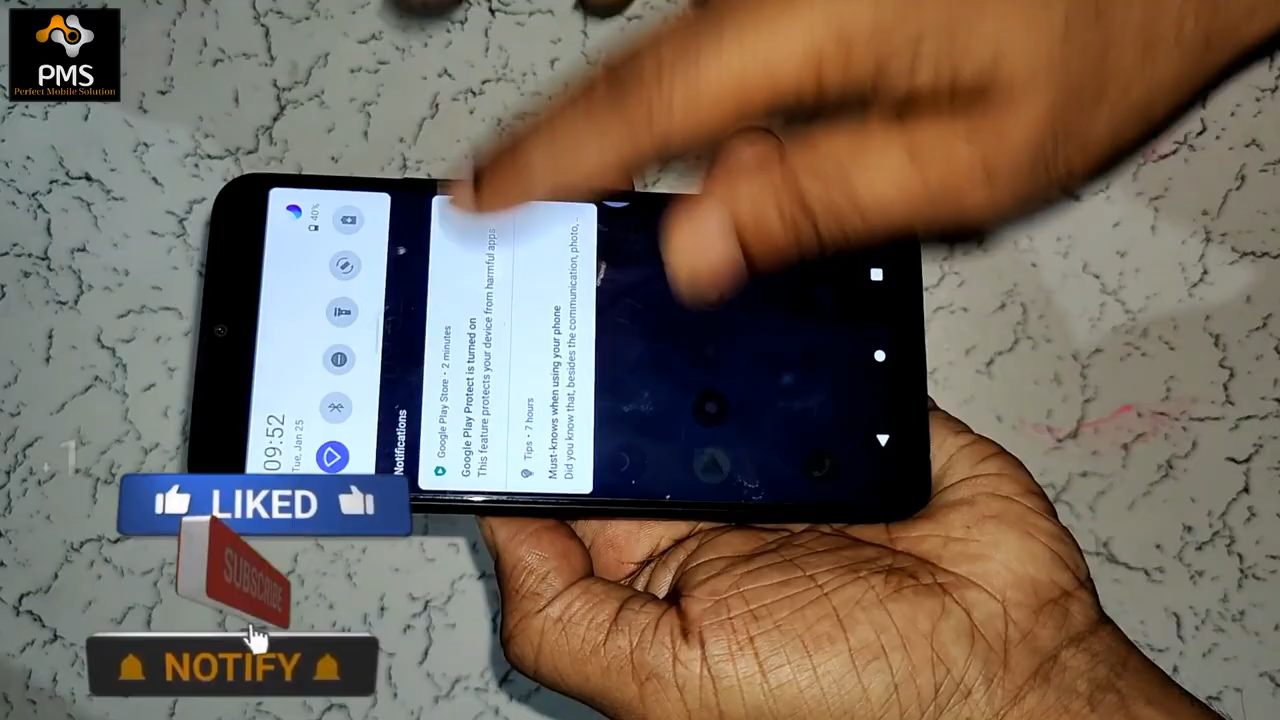 PMS
Perfect Mobile Solution
40%
09:52
Tue, Jan 25
Notifications
Google Play Store • 2 minutes
Google Play Protect is turned on
This feature protects your device from harmful apps
Tips • 7 hours
Must-knows when using your phone
Did you know that, besides the communication, photo,
LIKED
SUBSCRIBE
NOTIFY